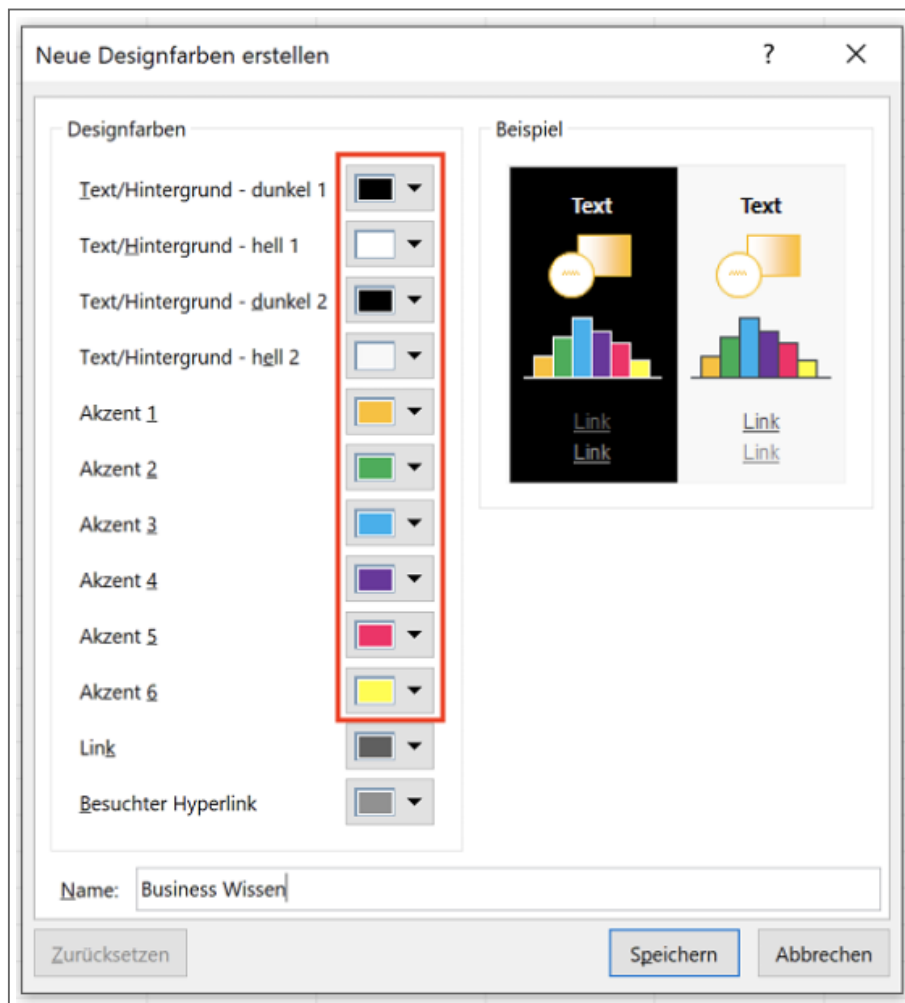 Neue Designfarben erstellen
?
Designfarben
Text/Hintergrund - dunkel 1
Text/Hintergrund - hell 1
Text/Hintergrund - dunkel 2
Text/Hintergrund - hell 2
Akzent 1
Akzent 2
Akzent 3
Akzent 4
Akzent 5
Akzent 6
Link
Besuchter Hyperlink
Beispiel
Text Text
Link Link
Link Link
Name: Business Wissen
Zurücksetzen Speichern Abbrechen